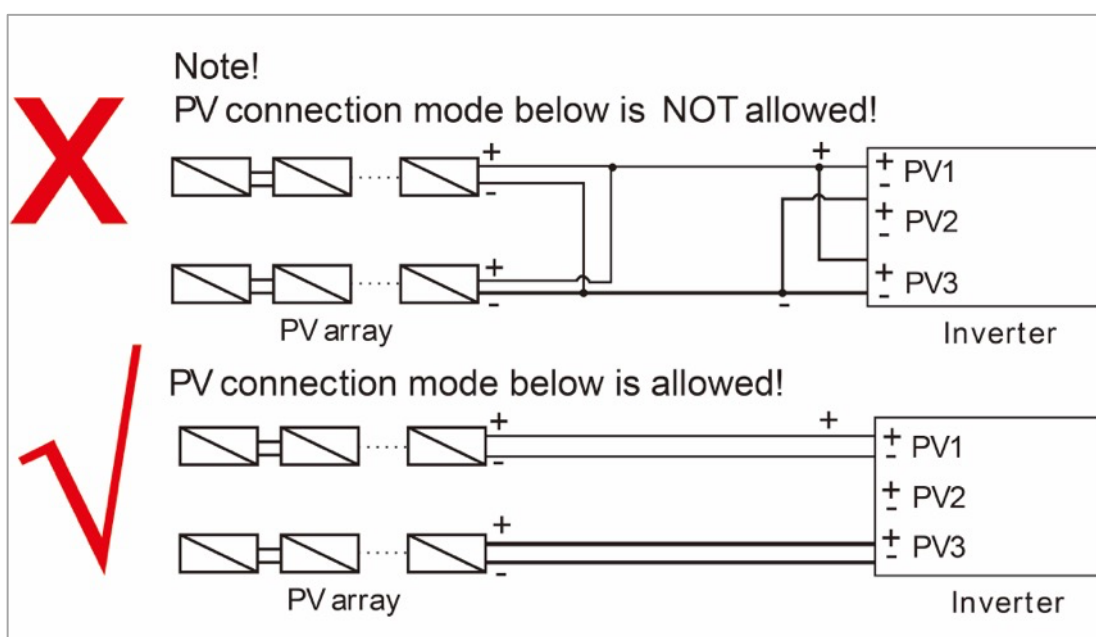 Note!
PV connection mode below is NOT allowed!
+
+
+ PV1
-
-
+ PV2
-
+
+ PV3
-
-
-
PV array
Inverter
PV connection mode below is allowed!
+
+
+ PV1
-
-
+ PV2
-
+
+ PV3
-
-
PV array
Inverter